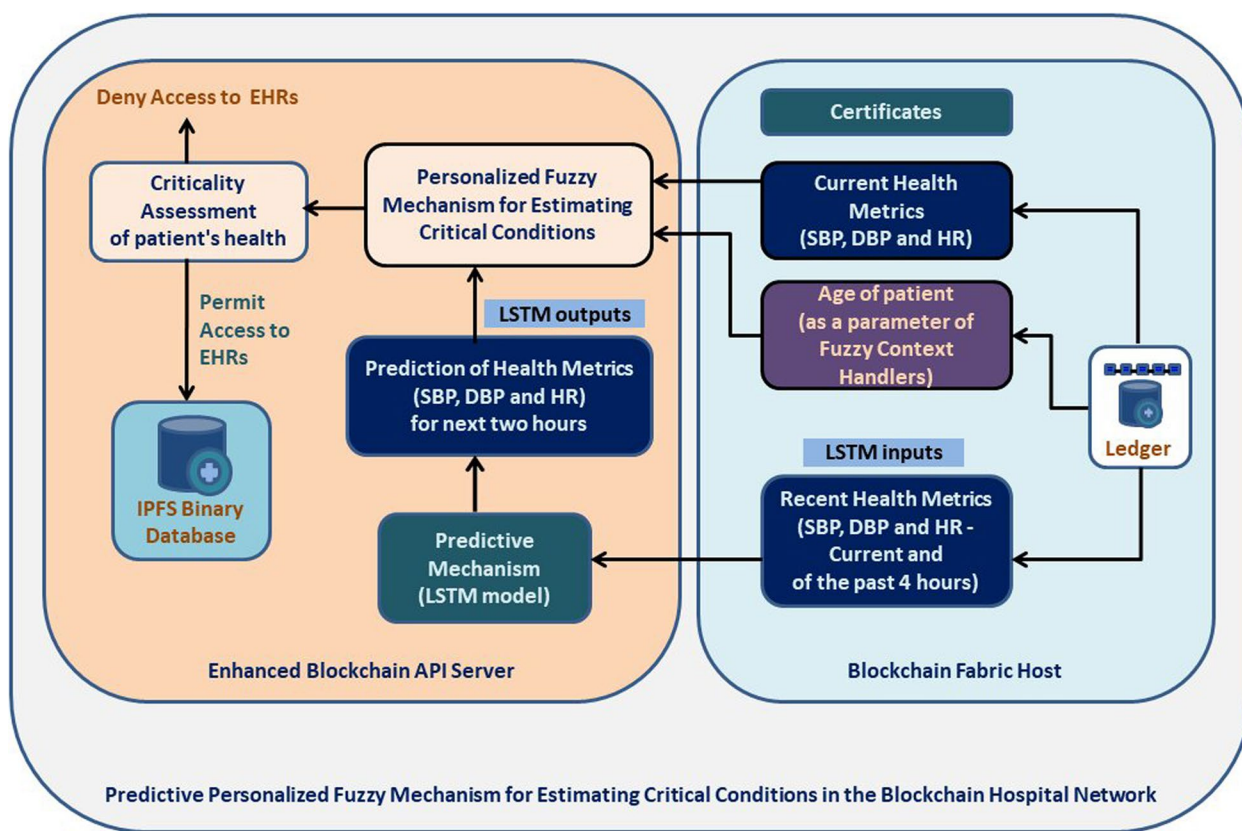 Deny Access to EHRs
Criticality
Assessment
of patient's health
Permit
Access to
EHRs
IPFS Binary
Database
Personalized Fuzzy
Mechanism for Estimating
Critical Conditions
LSTM outputs
Prediction of Health Metrics
(SBP, DBP and HR)
for next two hours
Predictive
Mechanism
(LSTM model)
Enhanced Blockchain API Server
Certificates
Current Health
Metrics
(SBP, DBP and HR)
Age of patient
(as a parameter of
Fuzzy Context
Handlers)
LSTM inputs
Recent Health Metrics
(SBP, DBP and HR -
Current and
of the past 4 hours)
Ledger
Blockchain Fabric Host
Predictive Personalized Fuzzy Mechanism for Estimating Critical Conditions in the Blockchain Hospital Network